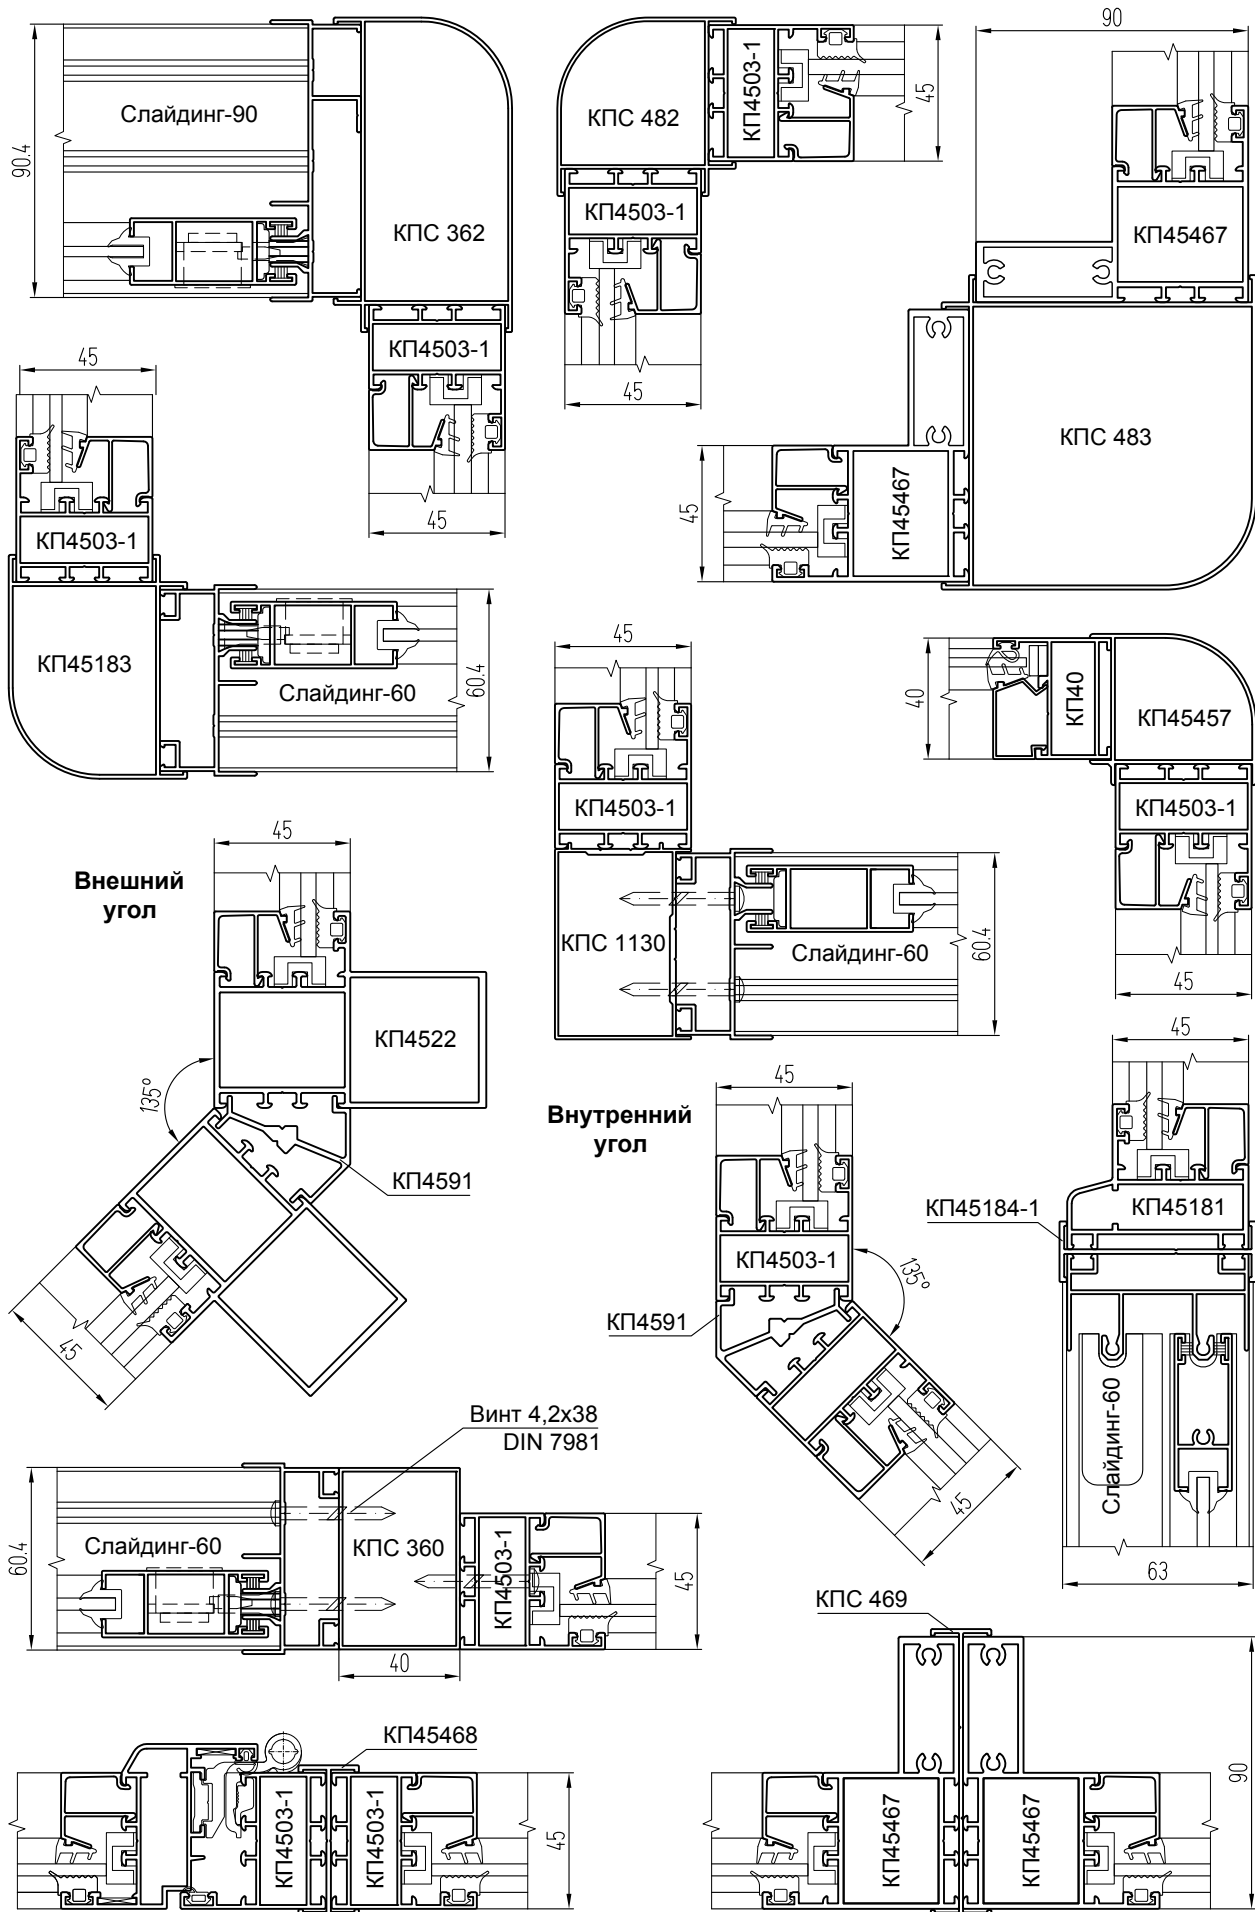 90.4
Слайдинг-90
КПС 362
КП4503-1
45
КПС 482
КП4503-1
45
КП4503-1
45
90
КП45467
КПС 483
КП45467
45
45
КП4503-1
КП45183
Слайдинг-60
60.4
45
КП4503-1
КПС 1130
Слайдинг-60
60.4
40
КП40
КП45457
КП4503-1
45
Внешний
угол
45
КП4522
135°
КП4591
45
Внутренний
угол
45
КП4503-1
135°
КП4591
45
45
КП45184-1
КП45181
Слайдинг-60
63
Винт 4,2x38
DIN 7981
60.4
Слайдинг-60
КПС 360
КП4503-1
45
40
КП45468
КП4503-1
КП4503-1
45
КПС 469
КП45467
КП45467
90